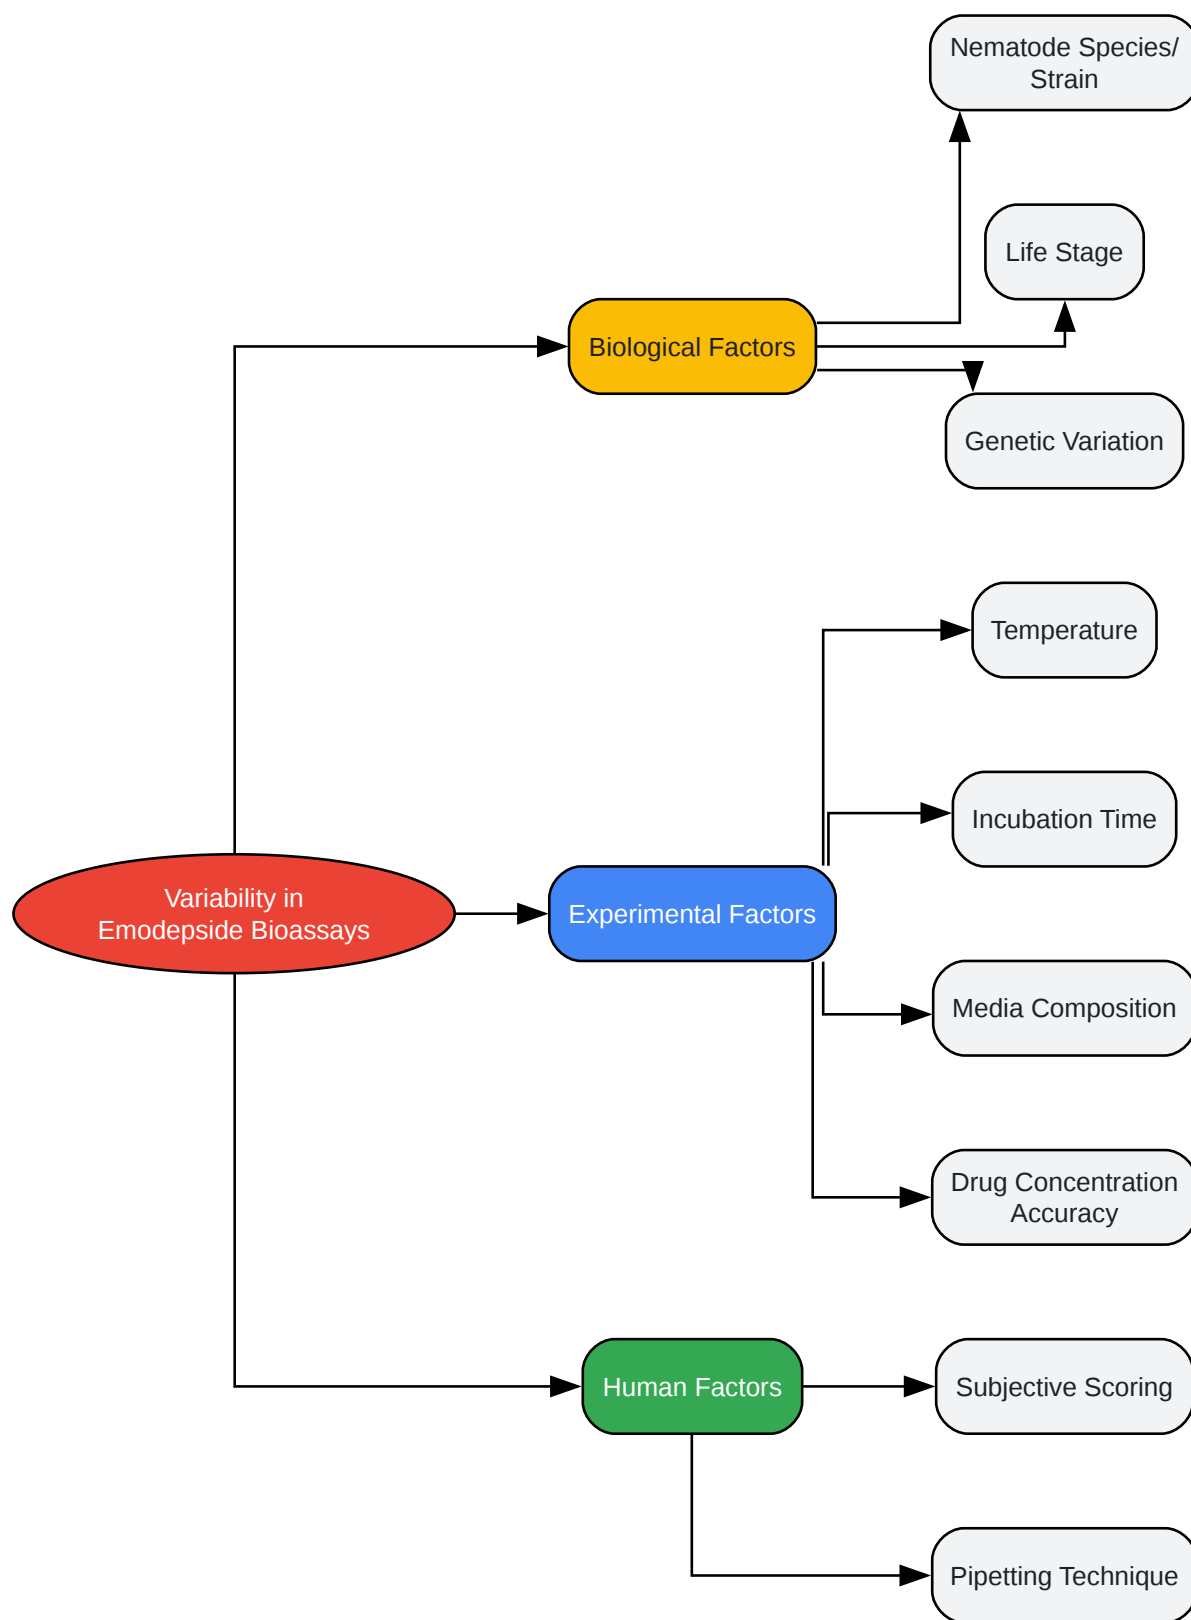 Nematode Species/
Strain
Life Stage
Biological Factors
Genetic Variation
Temperature
Incubation Time
Variability in
Emodepside Bioassays
Experimental Factors
Media Composition
Drug Concentration
Accuracy
Human Factors
Subjective Scoring
Pipetting Technique